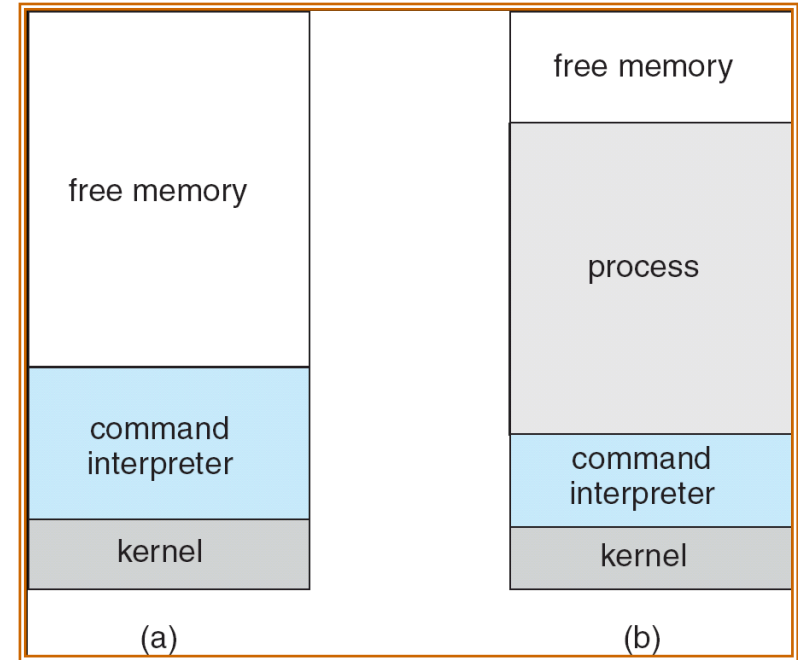 free memory
command
interpreter
kernel
(a)
free memory
process
command
interpreter
kernel
(b)